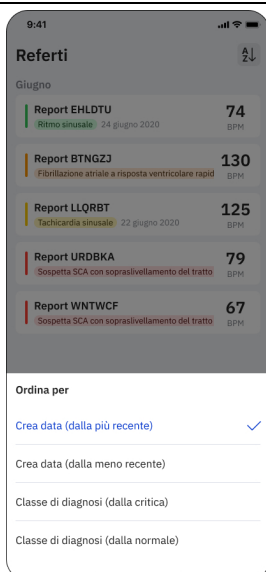 9:41
Referti
A
Z
Giugno
Report EHLDTU
74
Ritmo sinusale 24 giugno 2020
BPM
Report BTNGZJ
130
Fibrillazione atriale a risposta ventricolare rapid
BPM
Report LLQRBT
125
Tachicardia sinusale 22 giugno 2020
BPM
Report URDBKA
79
Sospetta SCA con sopraslivellamento del tratto
BPM
Report WNTWCF
67
Sospetta SCA con sopraslivellamento del tratto
BPM
Ordina per
Crea data (dalla più recente)
Crea data (dalla meno recente)
Classe di diagnosi (dalla critica)
Classe di diagnosi (dalla normale)